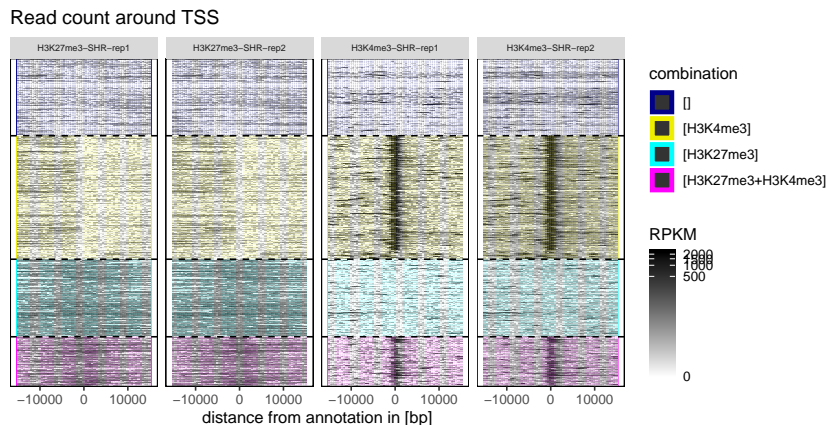 Read count around TSS
H3K27me3−SHR−rep1 H3K27me3−SHR−rep2 H3K4me3−SHR−rep1 H3K4me3−SHR−rep2
combination
[]
[H3K4me3]
[H3K27me3]
[H3K27me3+H3K4me3]
RPKM
2000
1000
500
0
−10000 0 10000 −10000 0 10000 −10000 0 10000 −10000 0 10000
distance from annotation in [bp]